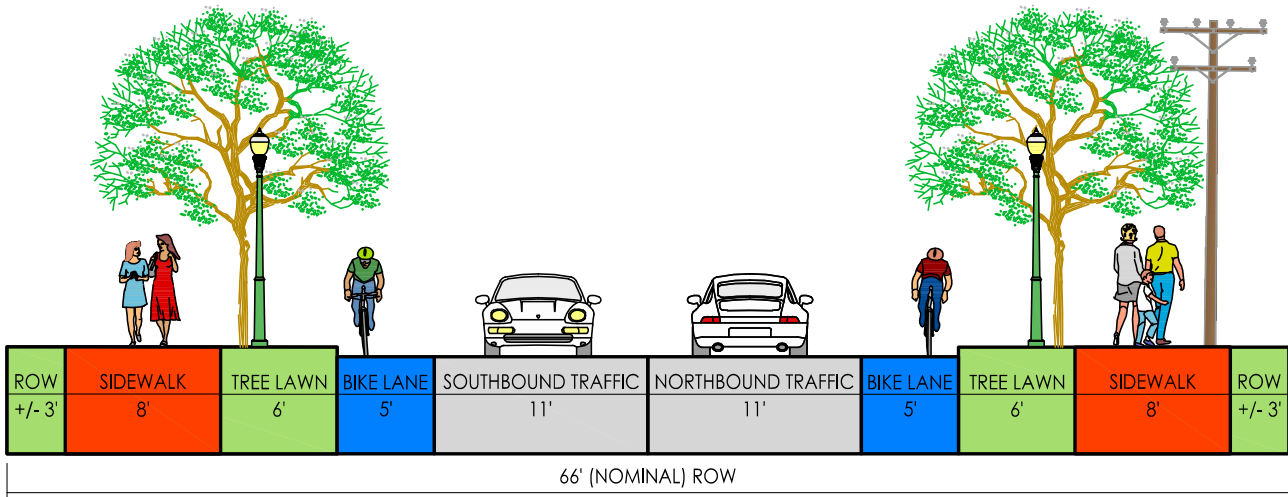 ROW SIDEWALK TREE LAWN BIKE LANE SOUTHBOUND TRAFFIC NORTHBOUND TRAFFIC BIKE LANE TREE LAWN SIDEWALK ROW
+/- 3' 8' 6' 5' 11' 11' 5' 6' 8' +/- 3'
66' (NOMINAL) ROW